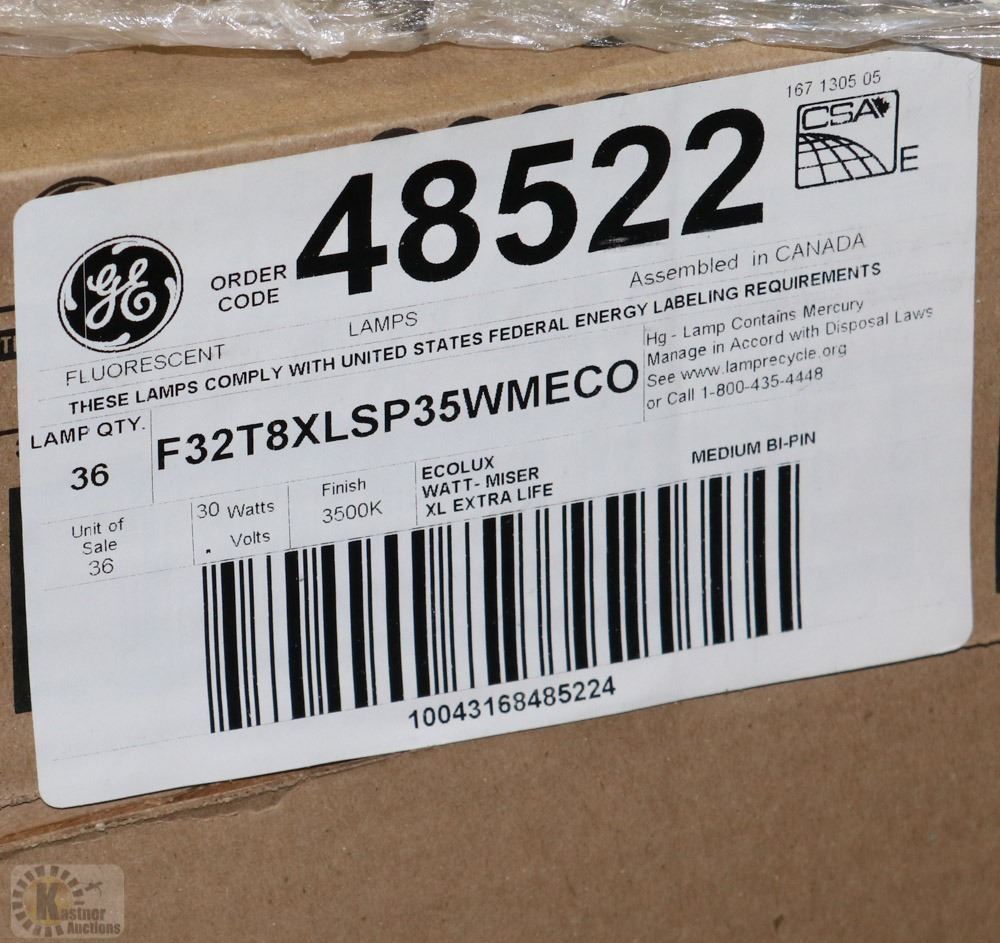 167 1305 05
CSA
E
GE
ORDER CODE
48522
Assembled in CANADA
FLUORESCENT LAMPS
THESE LAMPS COMPLY WITH UNITED STATES FEDERAL ENERGY LABELING REQUIREMENTS
LAMP QTY.
36
F32T8XLSP35WMECO
Hg - Lamp Contains Mercury
Manage in Accord with Disposal Laws
See www.lamprecycle.org
or Call 1-800-435-4448
Unit of
Sale
36
30 Watts
. Volts
Finish
3500K
ECOLUX
WATT- MISER
XL EXTRA LIFE
MEDIUM BI-PIN
10043168485224
Kastner
Auctions